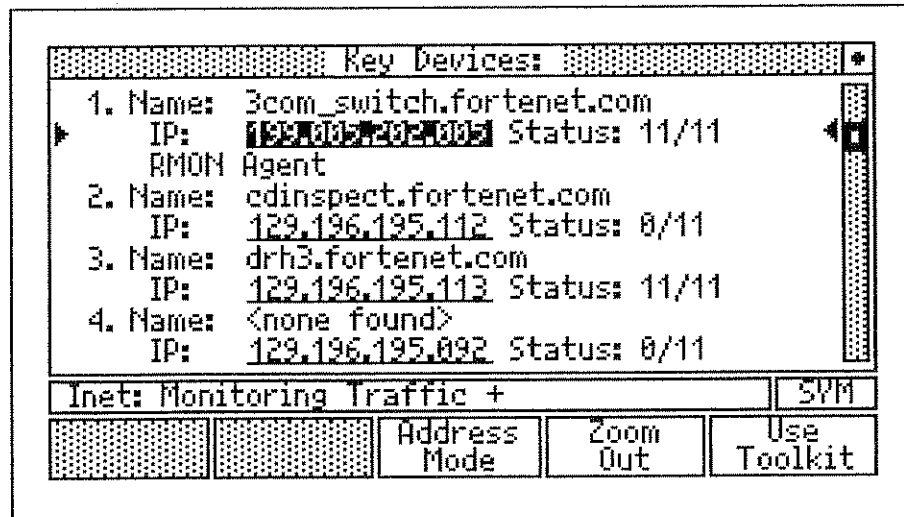 Key Devices:
1. Name: 3com_switch.fortenet.com
IP: 199.005.202.005 Status: 11/11
RMON Agent
2. Name: cdinspect.fortenet.com
IP: 129.196.195.112 Status: 0/11
3. Name: drh3.fortenet.com
IP: 129.196.195.113 Status: 11/11
4. Name: <none found>
IP: 129.196.195.092 Status: 0/11
Inet: Monitoring Traffic +
SYM
Address Mode
Zoom Out
Use Toolkit